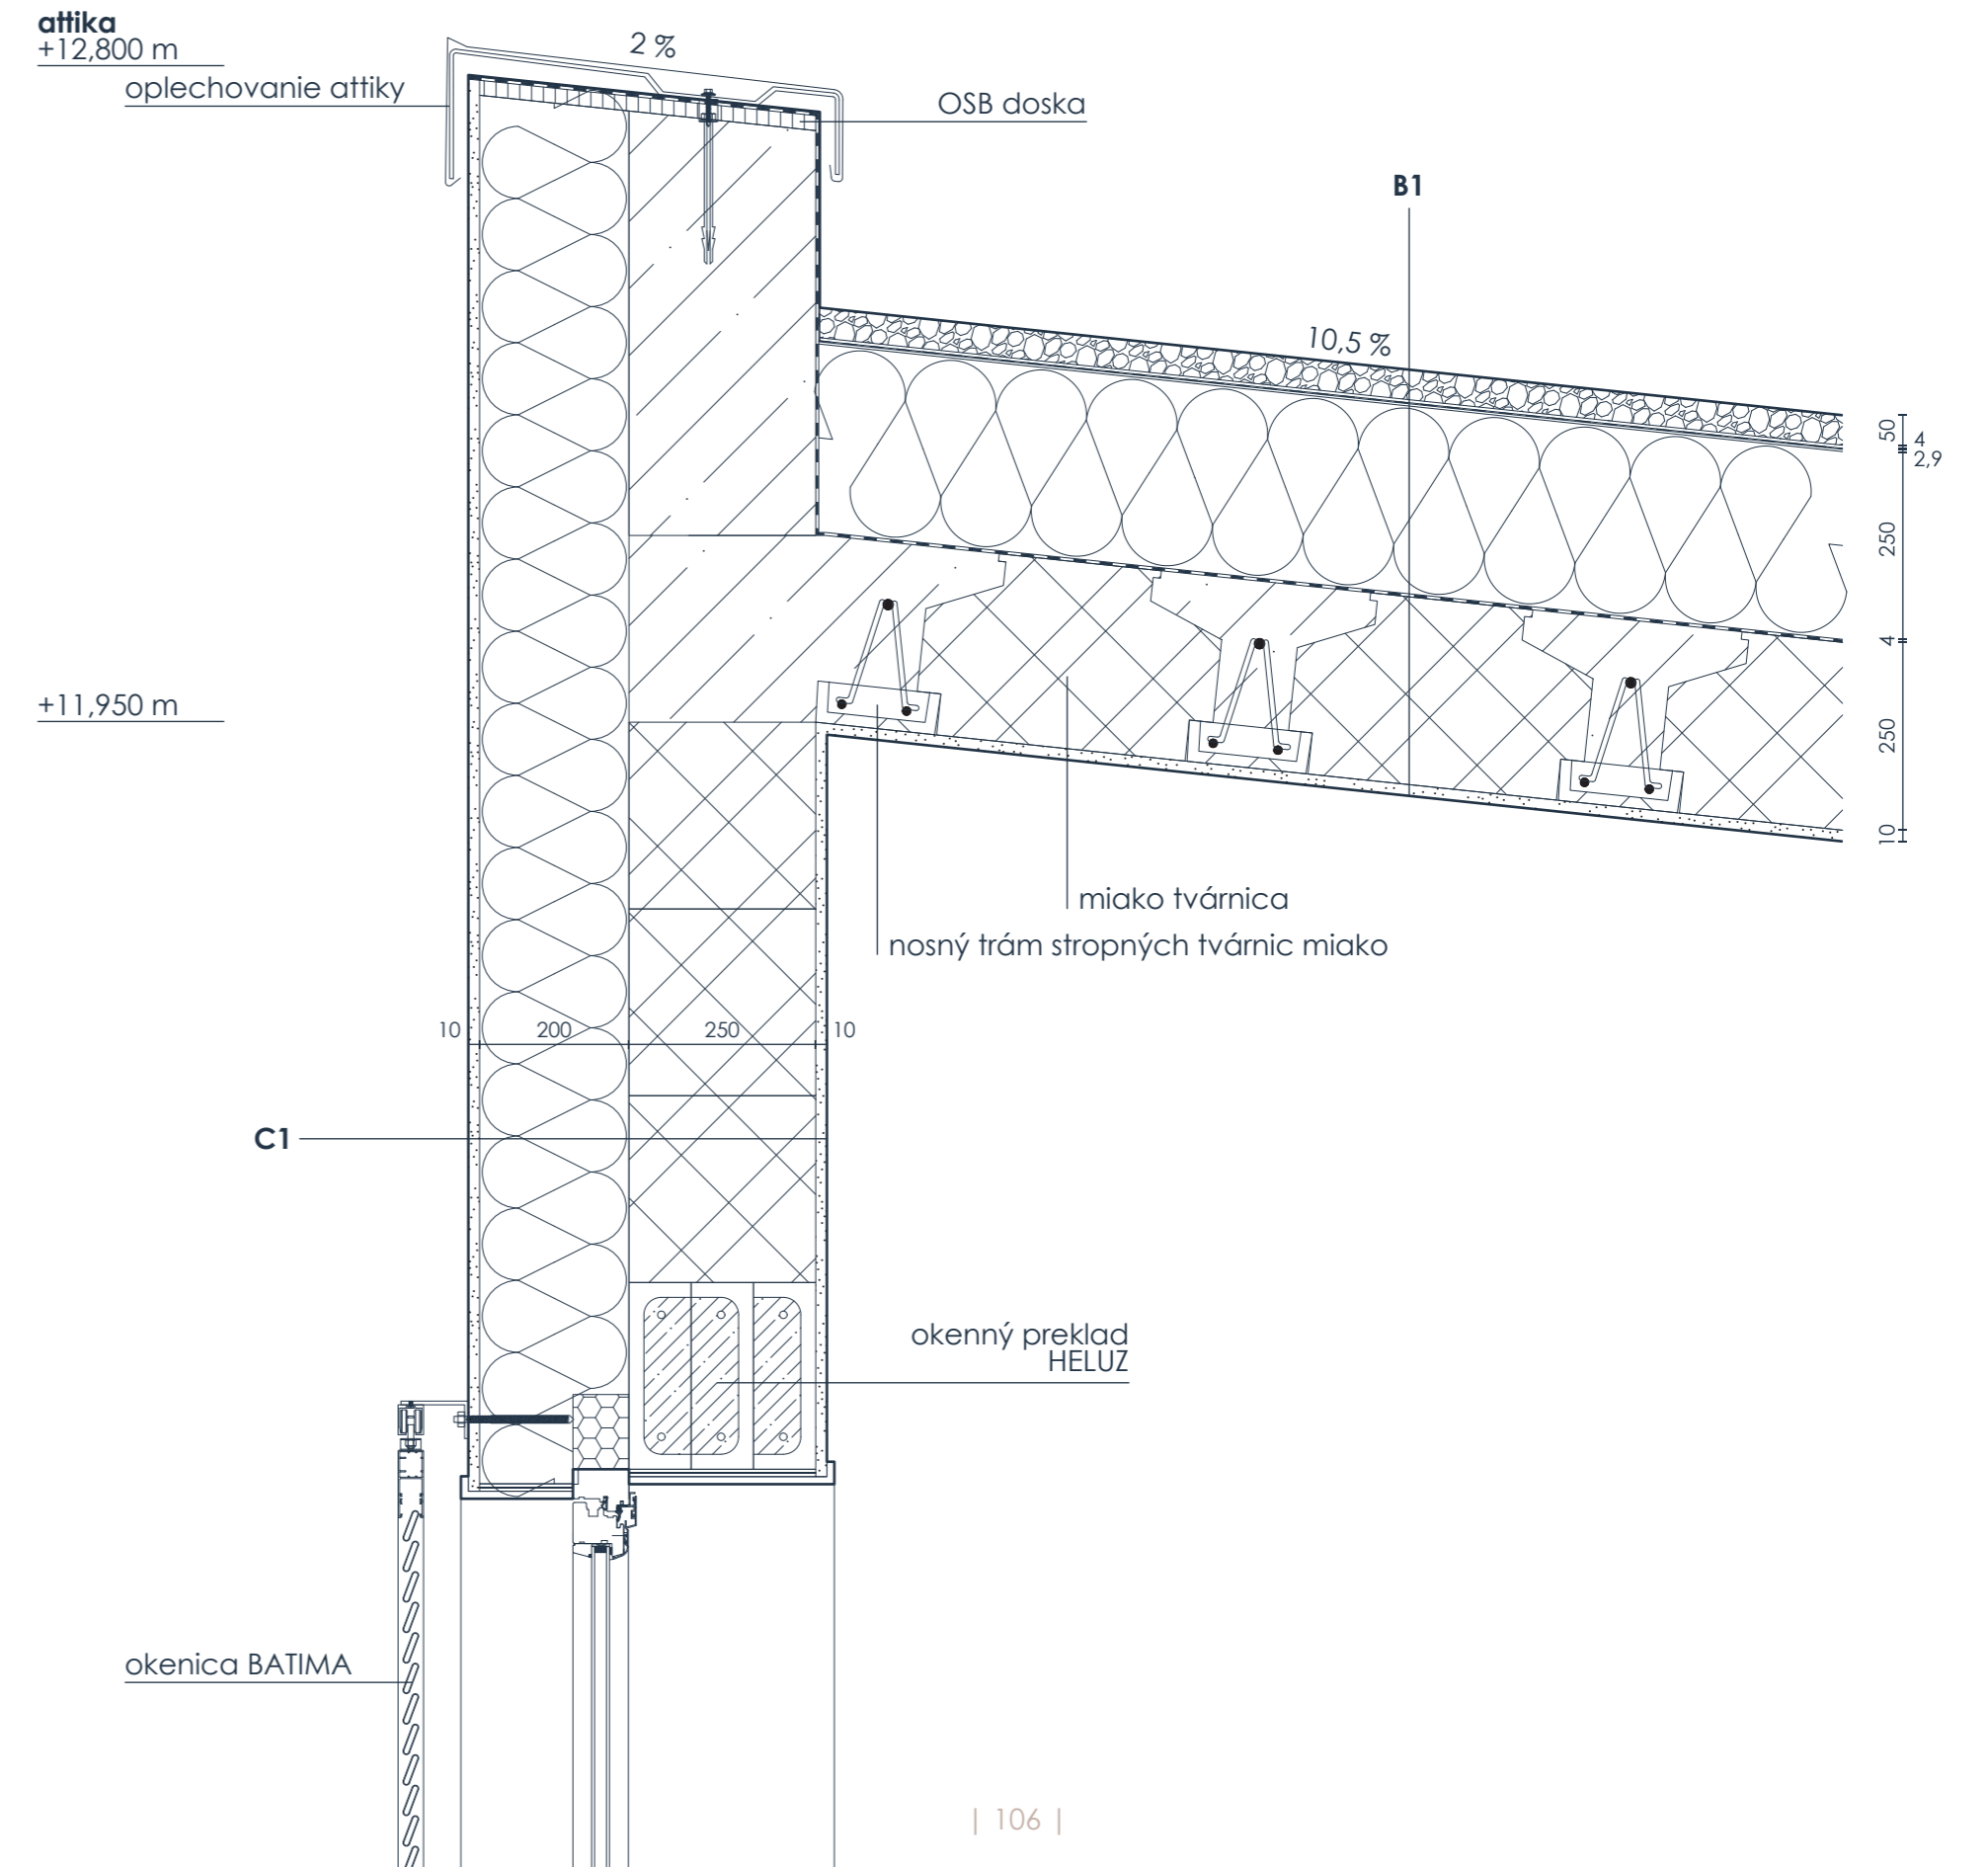 attika
+12,800 m
oplechovanie attiky
2 %
OSB doska
B1
10,5 %
50
4
2,9
250
4
250
10
+11,950 m
miako tvárnica
nosný trám stropných tvárnic miako
10
200
250
10
C1
okenný preklad
HELUZ
okenica BATIMA
| 106 |